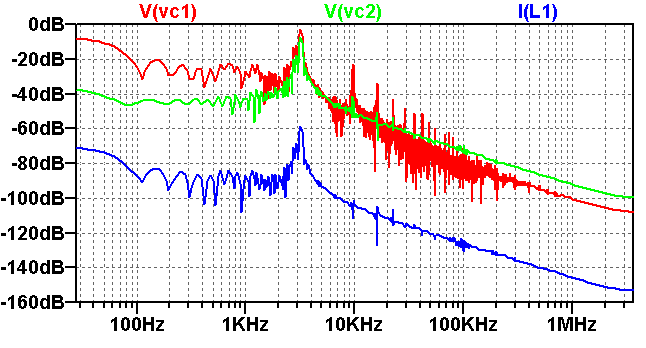 V(vc1) V(vc2) I(L1)
0dB
-20dB
-40dB
-60dB
-80dB
-100dB
-120dB
-140dB
-160dB
100Hz 1KHz 10KHz 100KHz 1MHz